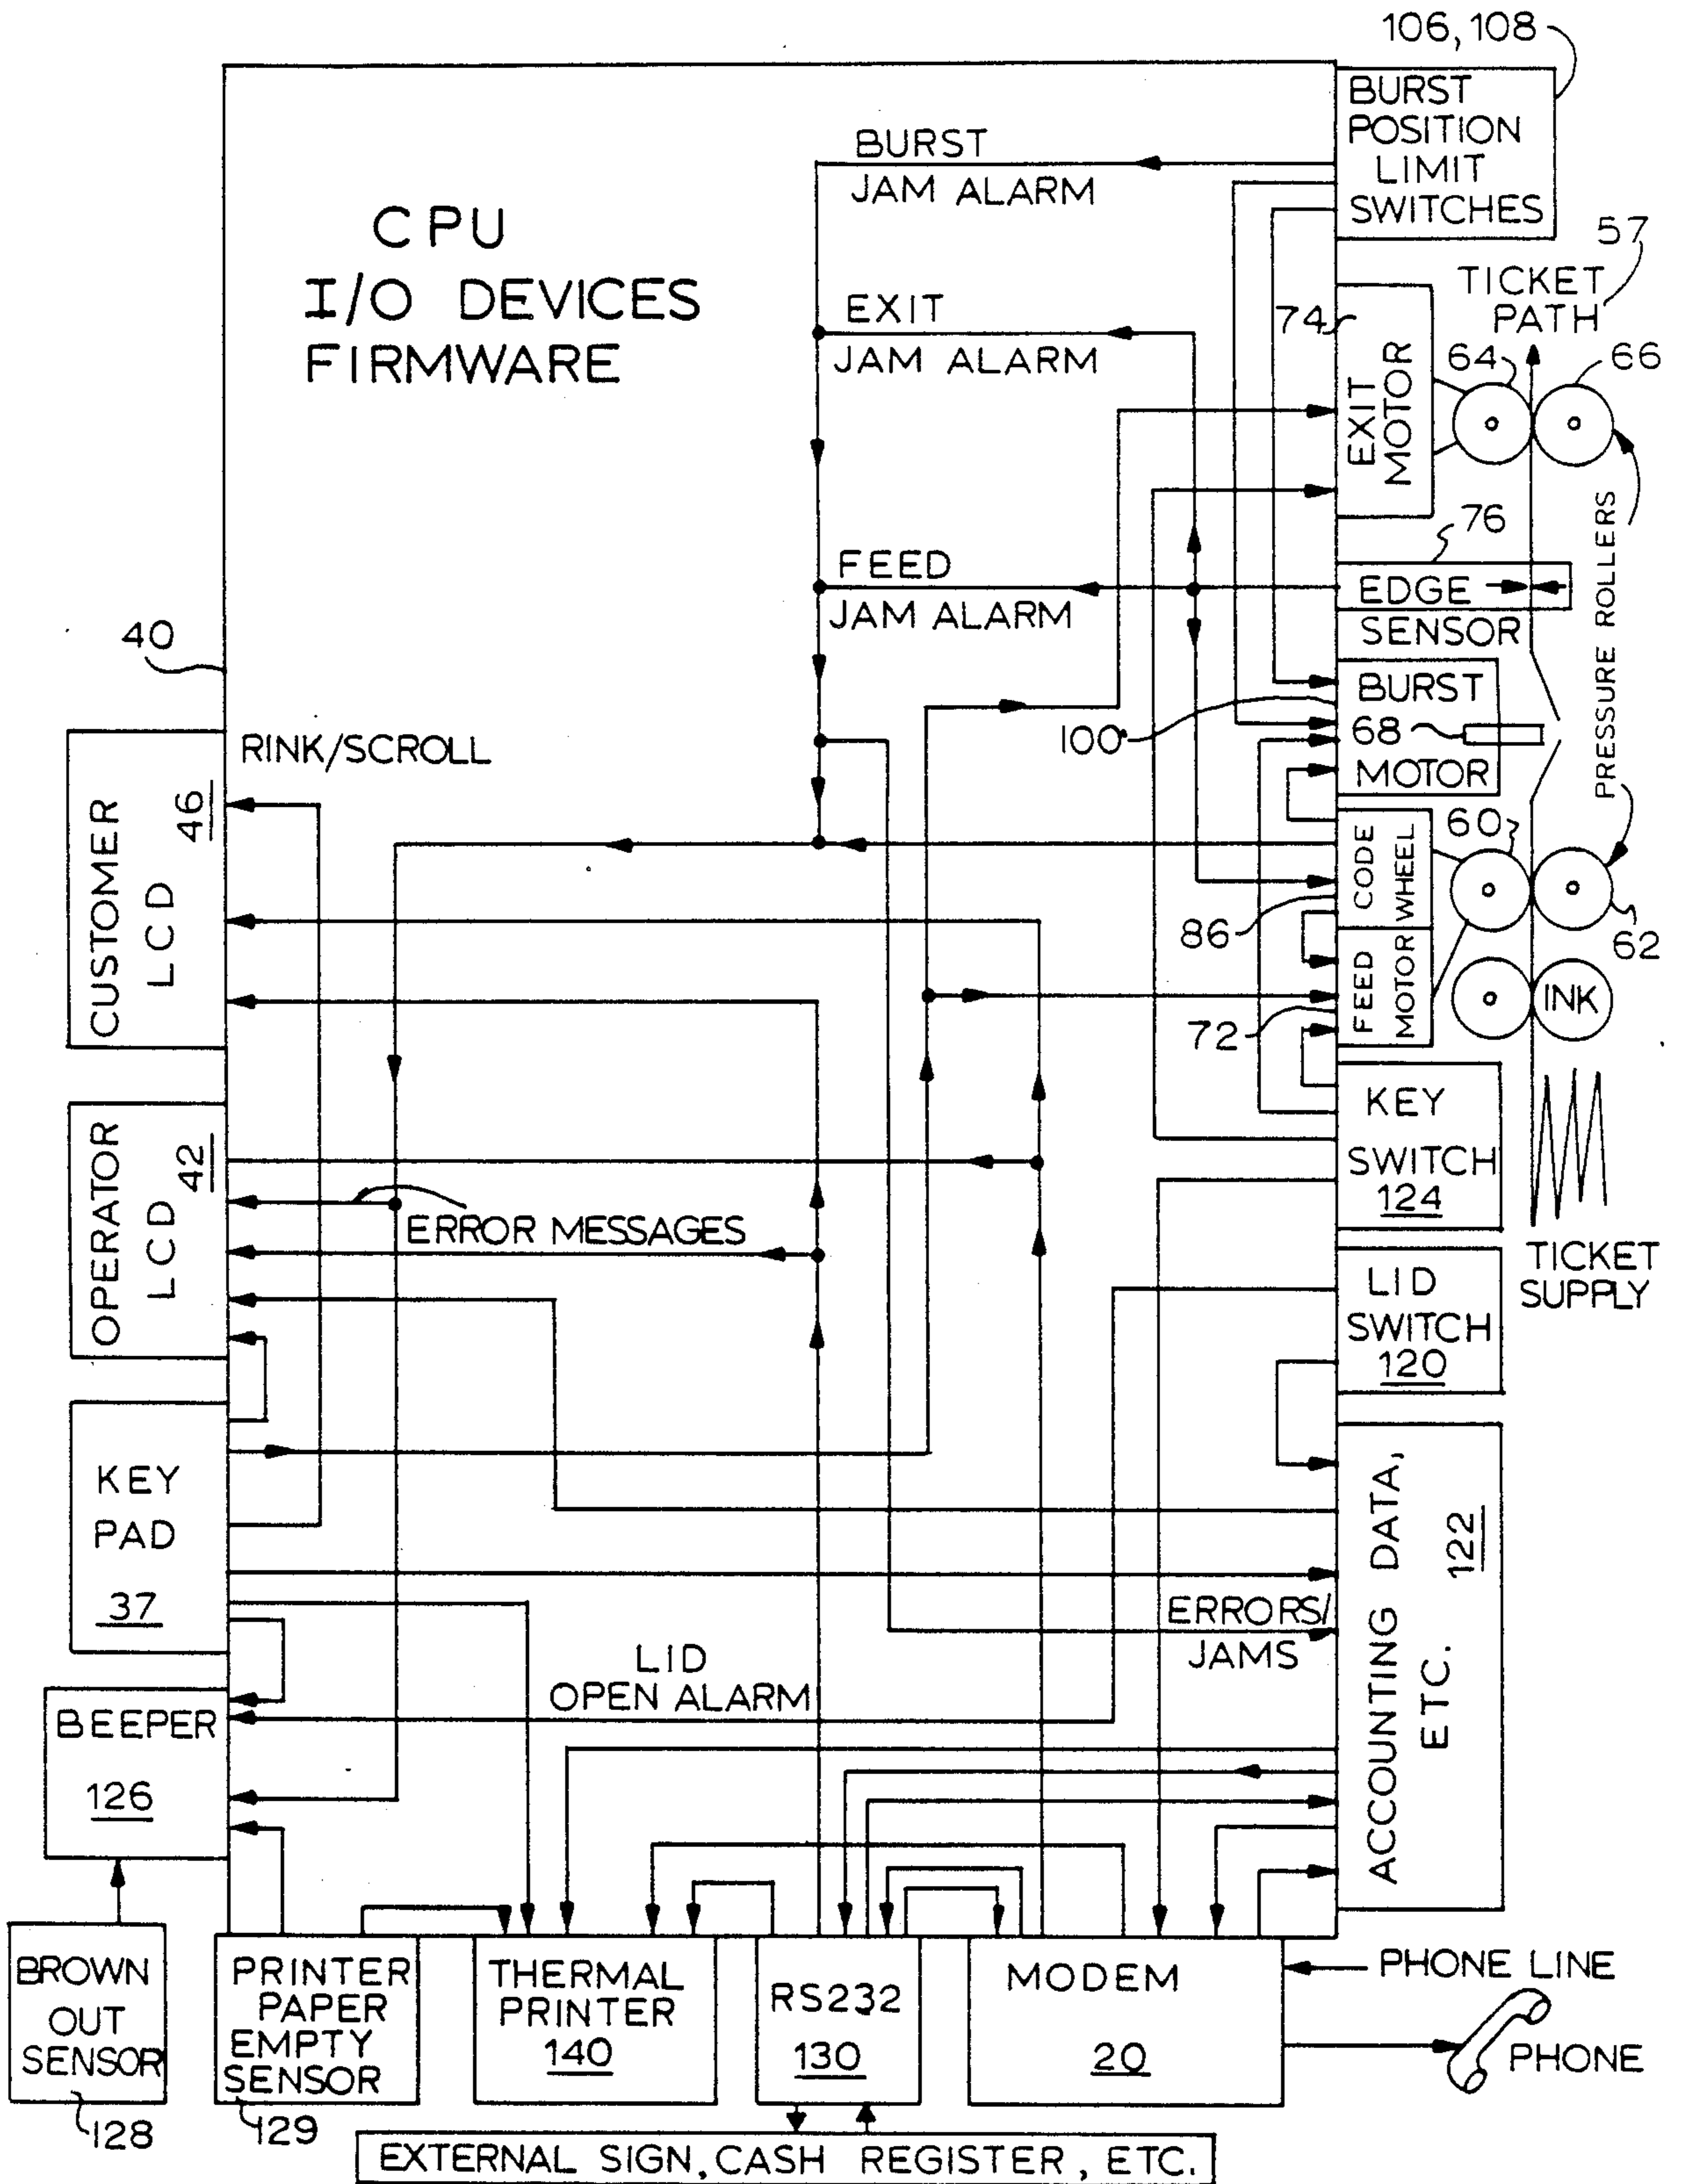 106, 108
BURST
POSITION
LIMIT
SWITCHES
BURST
JAM ALARM
CPU
I/O DEVICES
FIRMWARE
57
TICKET
PATH
EXIT
JAM ALARM
74
EXIT
MOTOR
64
66
PRESSURE ROLLERS
76
FEED
JAM ALARM
EDGE
SENSOR
40
BURST
68
MOTOR
100
RINK/SCROLL
CUSTOMER
LCD
46
CODE
WHEEL
60
86
62
FEED
MOTOR
72
INK
KEY
SWITCH
124
OPERATOR
LCD
42
ERROR MESSAGES
TICKET
SUPPLY
LID
SWITCH
120
KEY
PAD
37
ACCOUNTING DATA,
ETC.
122
ERRORS/
JAMS
LID
OPEN ALARM
BEEPER
126
BROWN
OUT
SENSOR
128
PRINTER
PAPER
EMPTY
SENSOR
129
THERMAL
PRINTER
140
RS232
130
MODEM
20
PHONE LINE
PHONE
EXTERNAL SIGN, CASH REGISTER, ETC.